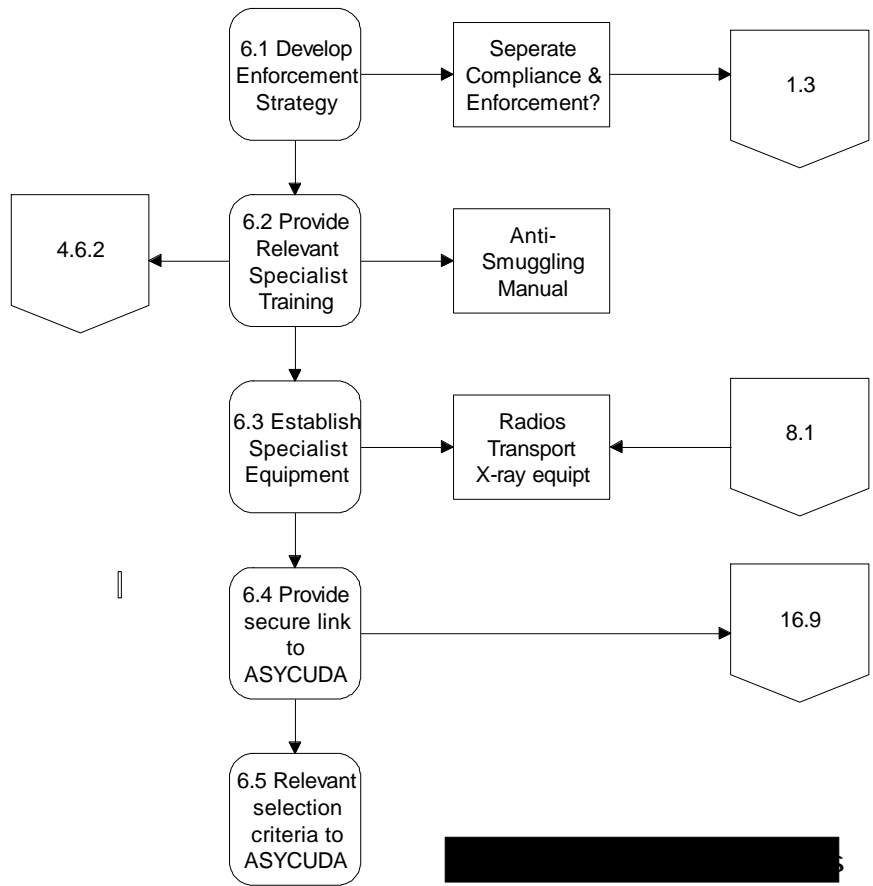 6.1 Develop
Enforcement
Strategy
Seperate
Compliance &
Enforcement?
1.3
4.6.2
6.2 Provide
Relevant
Specialist
Training
Anti-
Smuggling
Manual
6.3 Establish
Specialist
Equipment
Radios
Transport
X-ray equipt
8.1
6.4 Provide
secure link
to
ASYCUDA
16.9
6.5 Relevant
selection
criteria to
ASYCUDA